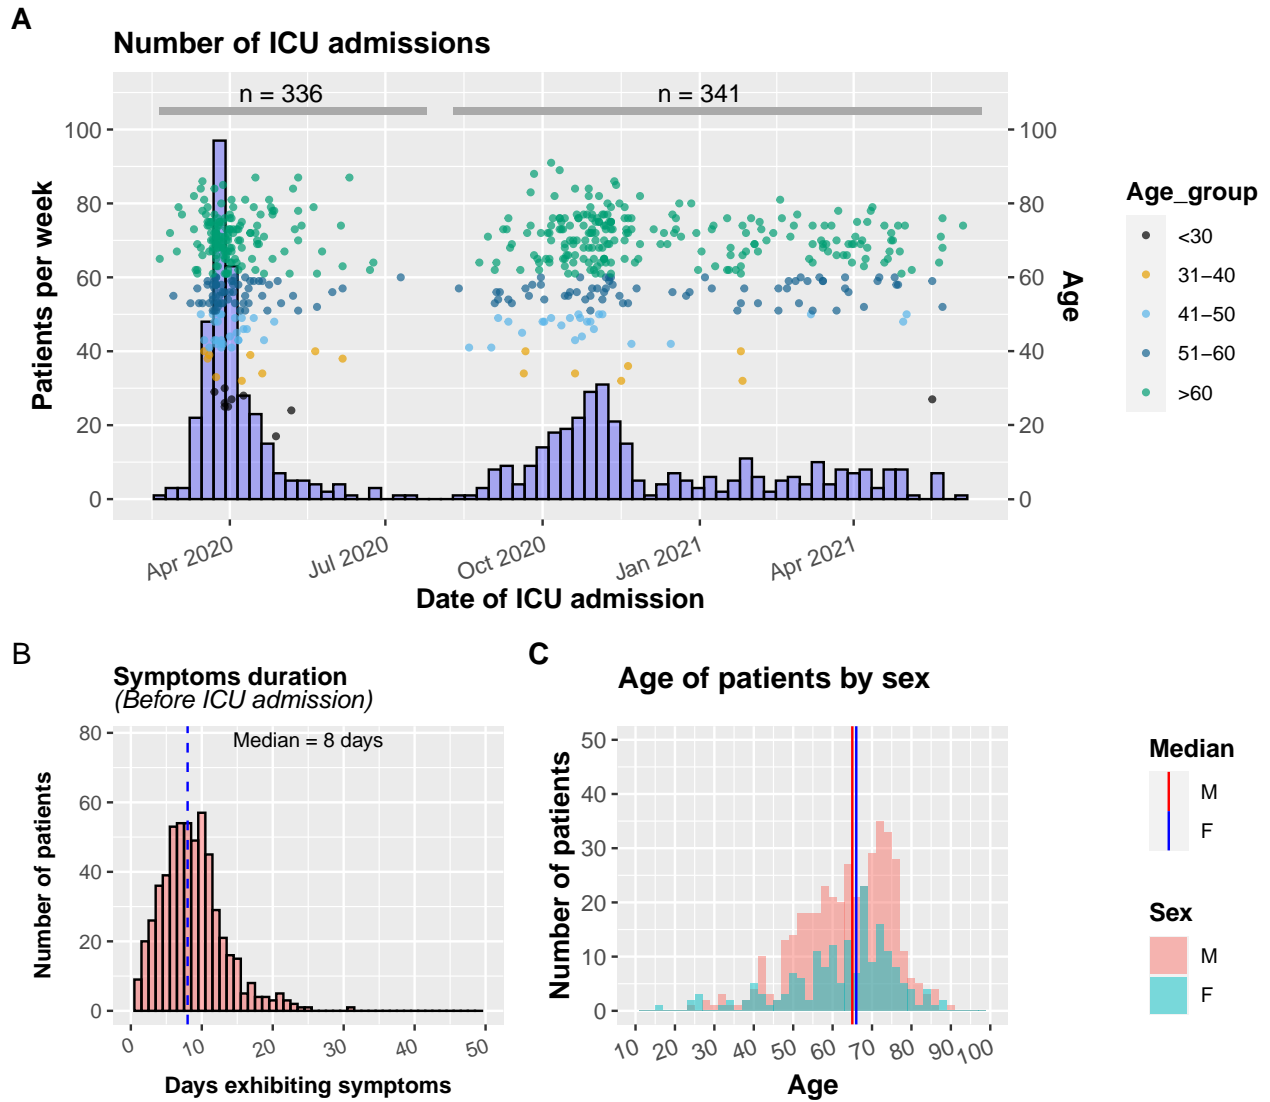 A
Number of ICU admissions
n = 336
n = 341
Patients per week
100
80
60
40
20
0
100
80
60
40
20
0
Age
Apr 2020
Jul 2020
Oct 2020
Jan 2021
Apr 2021
Date of ICU admission
Age_group
<30
31−40
41−50
51−60
>60
B
Symptoms duration
(Before ICU admission)
Median = 8 days
Number of patients
80
60
40
20
0
0
10
20
30
40
50
Days exhibiting symptoms
C
Age of patients by sex
Number of patients
50
40
30
20
10
0
10
20
30
40
50
60
70
80
90
100
Age
Median
M
F
Sex
M
F